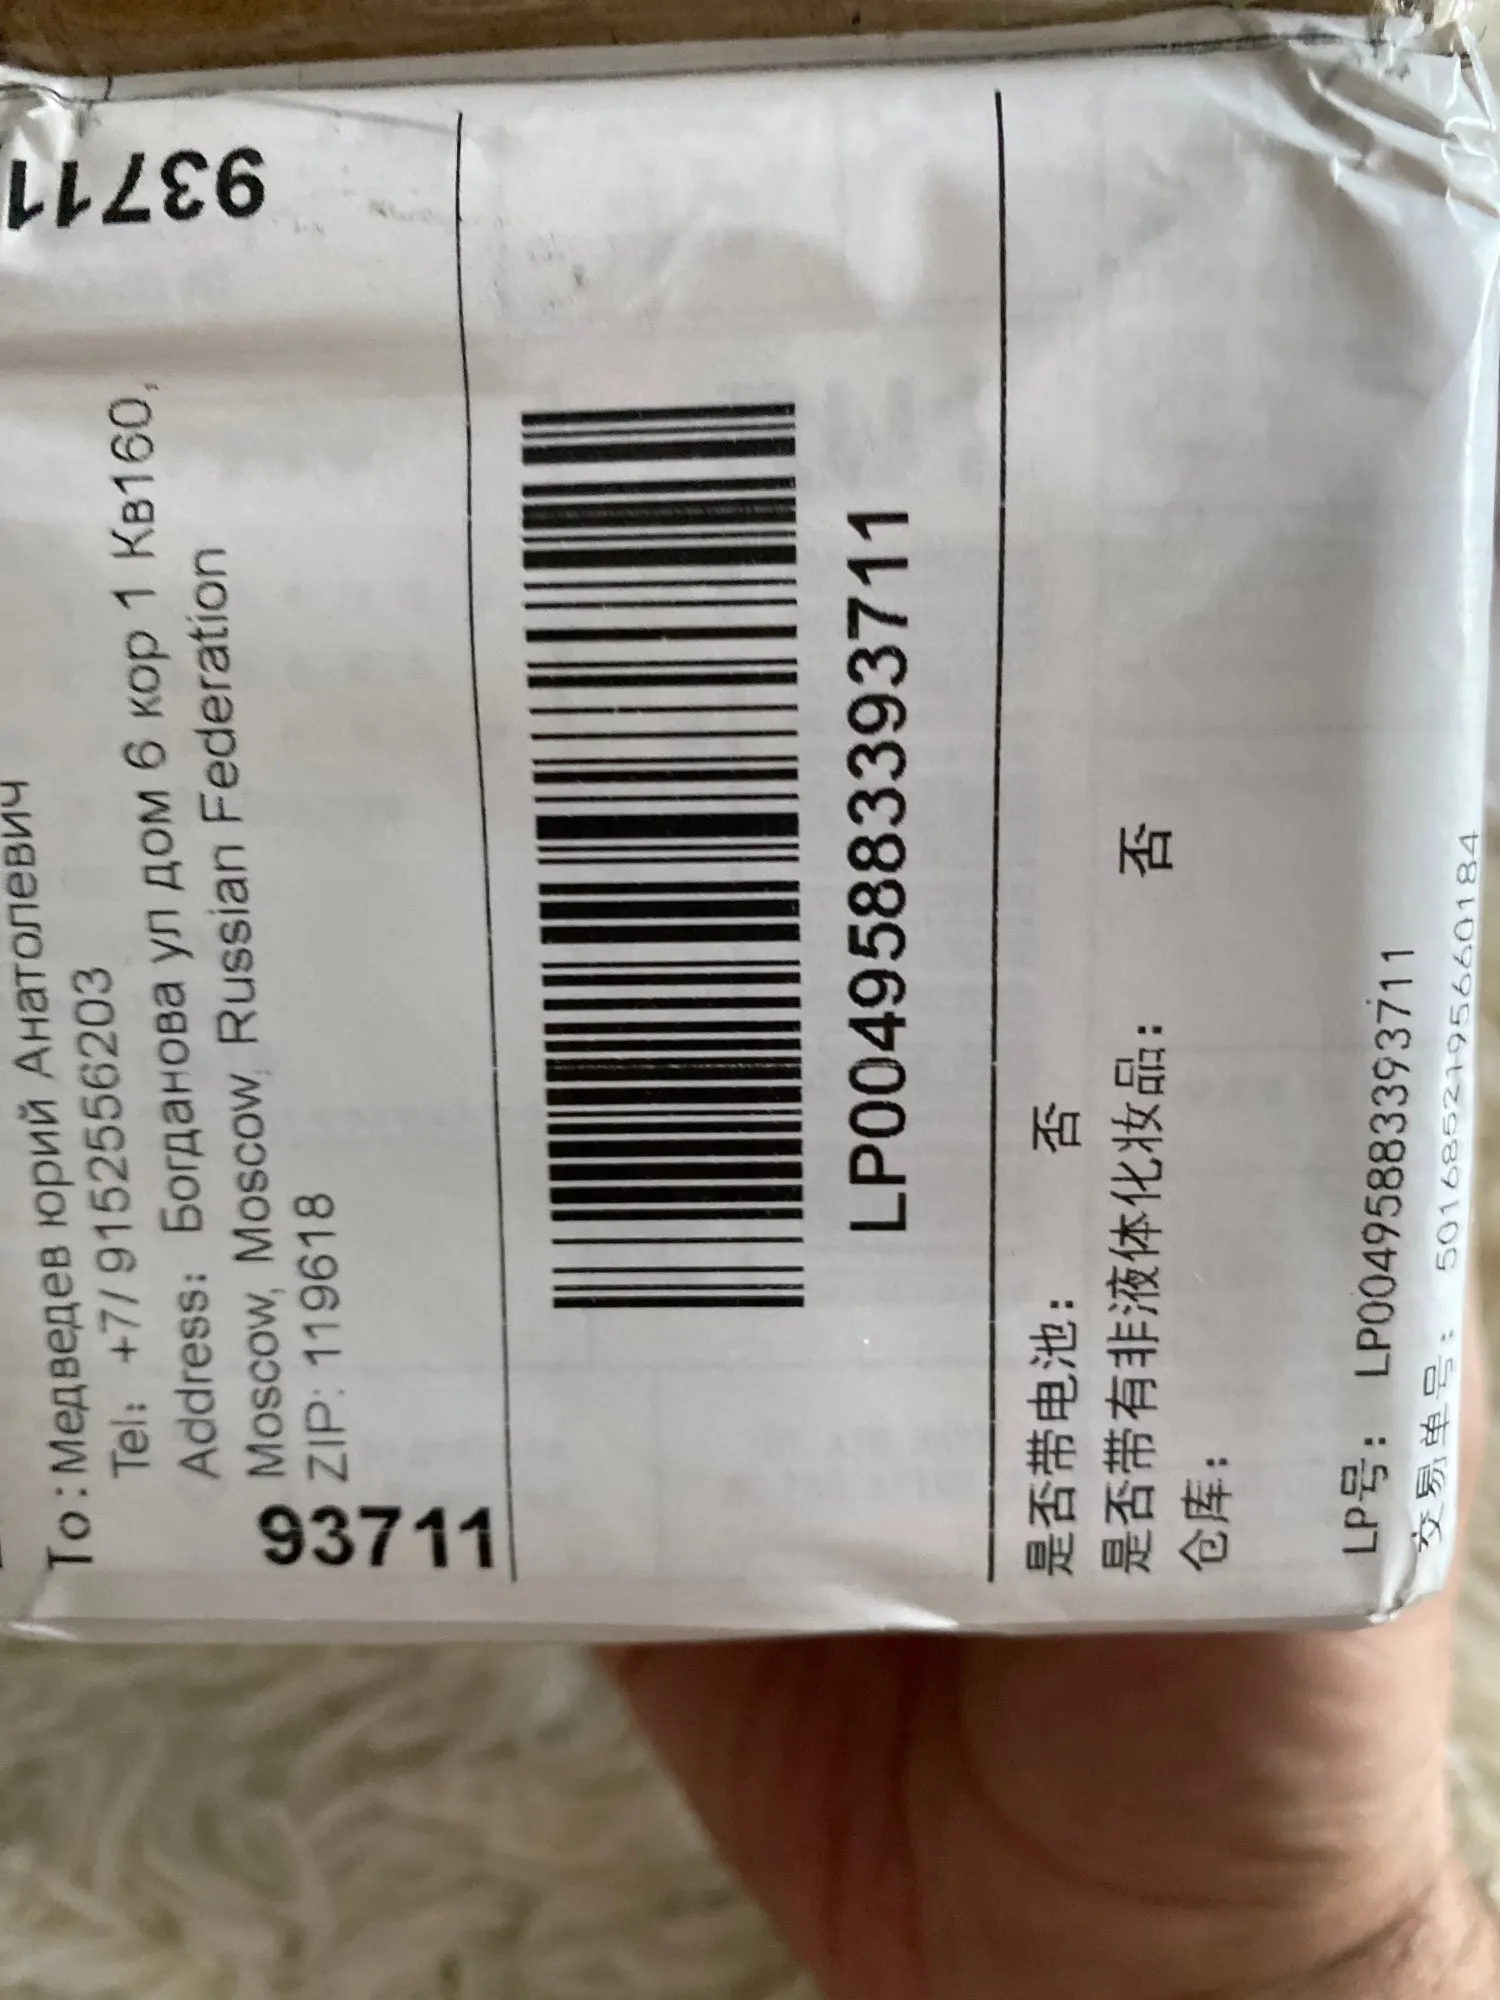 93711
To : Медведев юрий Анатолевич
Tel: +7/ 9152556203
Address: Богданова ул дом 6 кор 1 Кв160,
Moscow, Moscow, Russian Federation
ZIP: 119618
93711
LP00495883393711
是否带电池: 否
是否带有非液体化妆品: 否
仓库:
LP号: LP00495883393711
交易单号: 5016852195660184